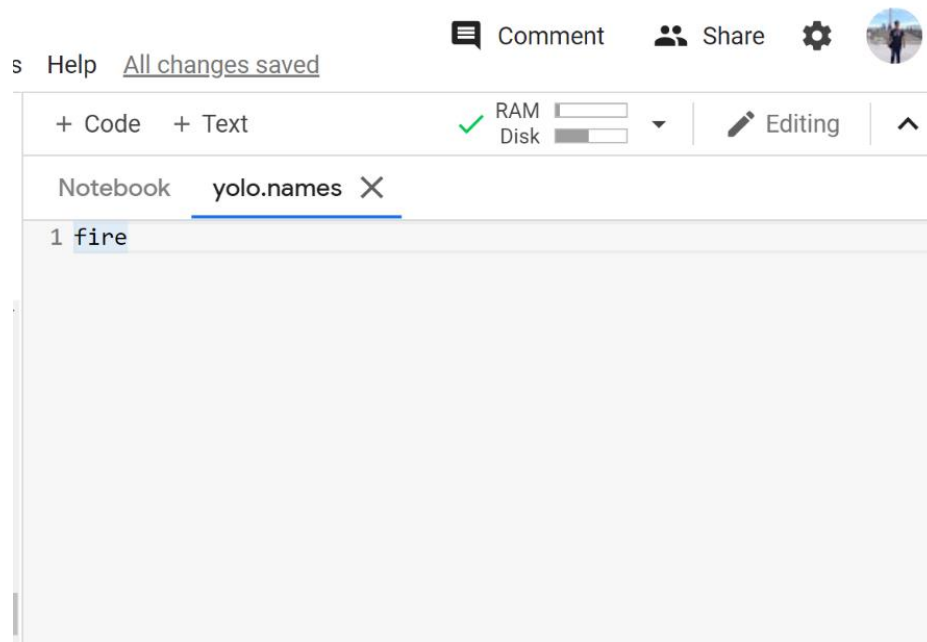 Comment Share
s Help All changes saved
+ Code + Text RAM Disk Editing
Notebook yolo.names
1 fire